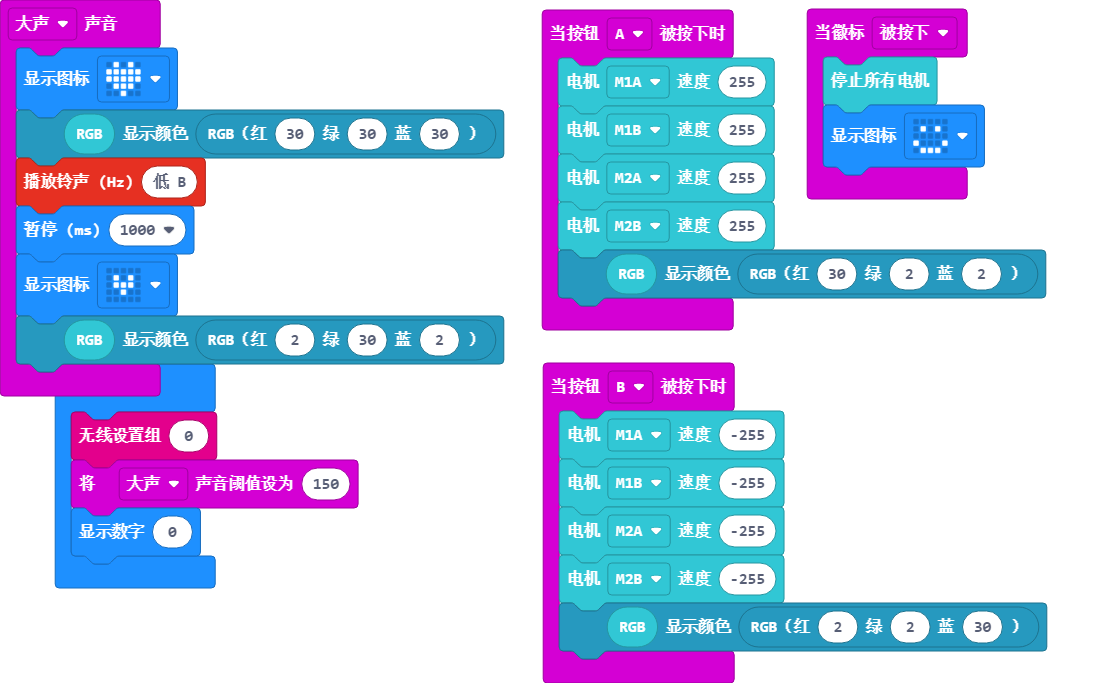 大声 声音
显示图标
RGB 显示颜色 RGB（红 30 绿 30 蓝 30 ）
播放铃声 (Hz) 低 B
暂停 (ms) 1000
显示图标
RGB 显示颜色 RGB（红 2 绿 30 蓝 2 ）
无线设置组 0
将 大声 声音阈值设为 150
显示数字 0
当按钮 A 被按下时
电机 M1A 速度 255
电机 M1B 速度 255
电机 M2A 速度 255
电机 M2B 速度 255
RGB 显示颜色 RGB（红 30 绿 2 蓝 2 ）
当徽标 被按下
停止所有电机
显示图标
当按钮 B 被按下时
电机 M1A 速度 -255
电机 M1B 速度 -255
电机 M2A 速度 -255
电机 M2B 速度 -255
RGB 显示颜色 RGB（红 2 绿 2 蓝 30 ）